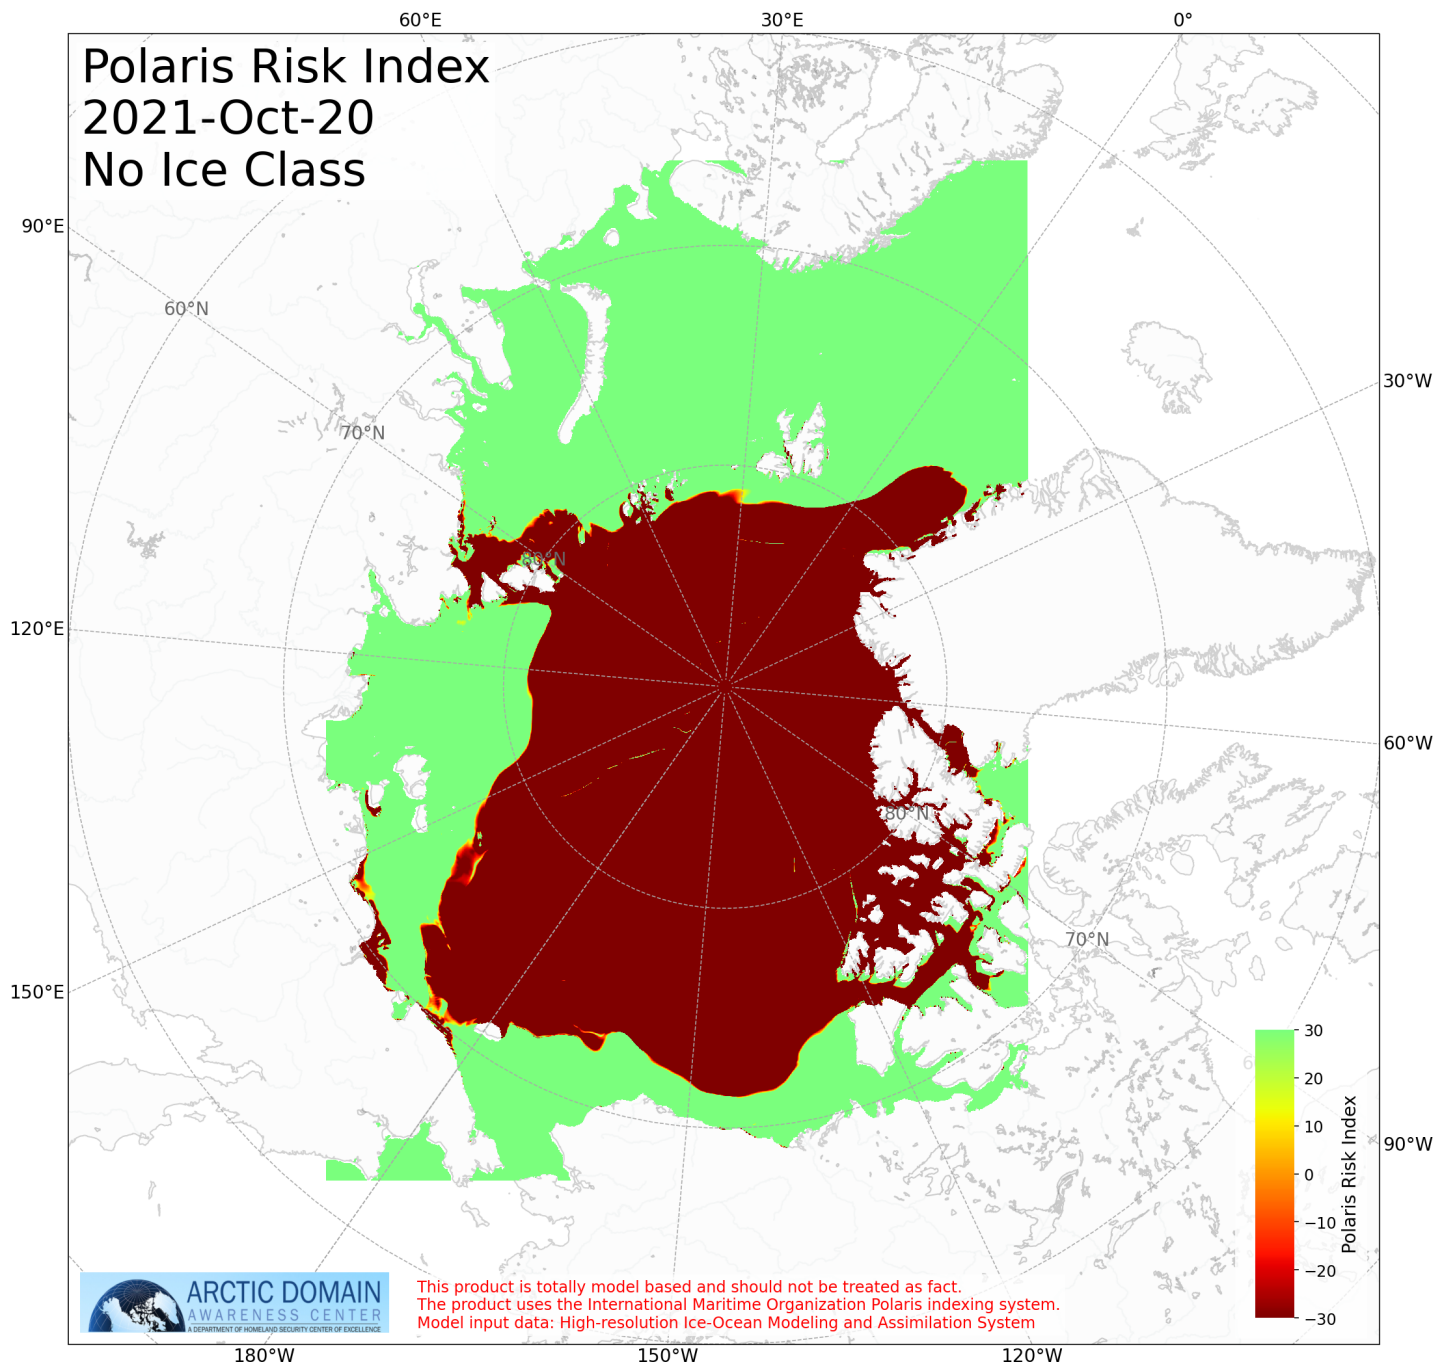 60°E 30°E 0°
Polaris Risk Index
2021-Oct-20
No Ice Class
90°E
60°N
30°W
70°N
80°N
120°E
60°W
80°N
70°N
150°E
30
20
10
0
−10
−20
−30
Polaris Risk Index
90°W
ARCTIC DOMAIN
AWARENESS CENTER
A DEPARTMENT OF HOMELAND SECURITY CENTER OF EXCELLENCE
This product is totally model based and should not be treated as fact.
The product uses the International Maritime Organization Polaris indexing system.
Model input data: High-resolution Ice-Ocean Modeling and Assimilation System
180°W 150°W 120°W